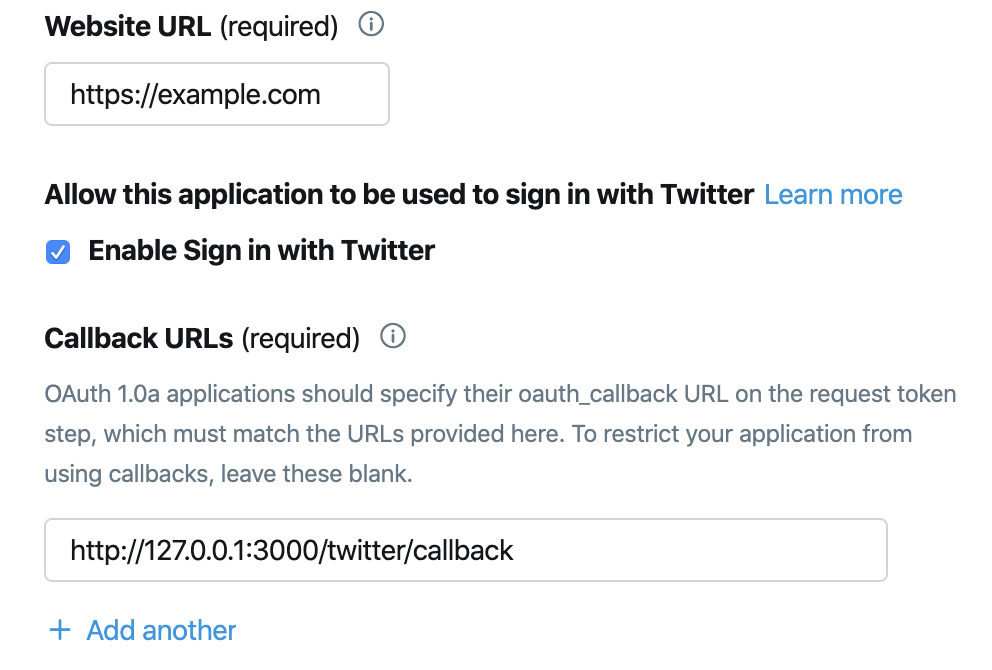 Website URL (required)
https://example.com
Allow this application to be used to sign in with Twitter Learn more
Enable Sign in with Twitter
Callback URLs (required)
OAuth 1.0a applications should specify their oauth_callback URL on the request token
step, which must match the URLs provided here. To restrict your application from
using callbacks, leave these blank.
http://127.0.0.1:3000/twitter/callback
+ Add another